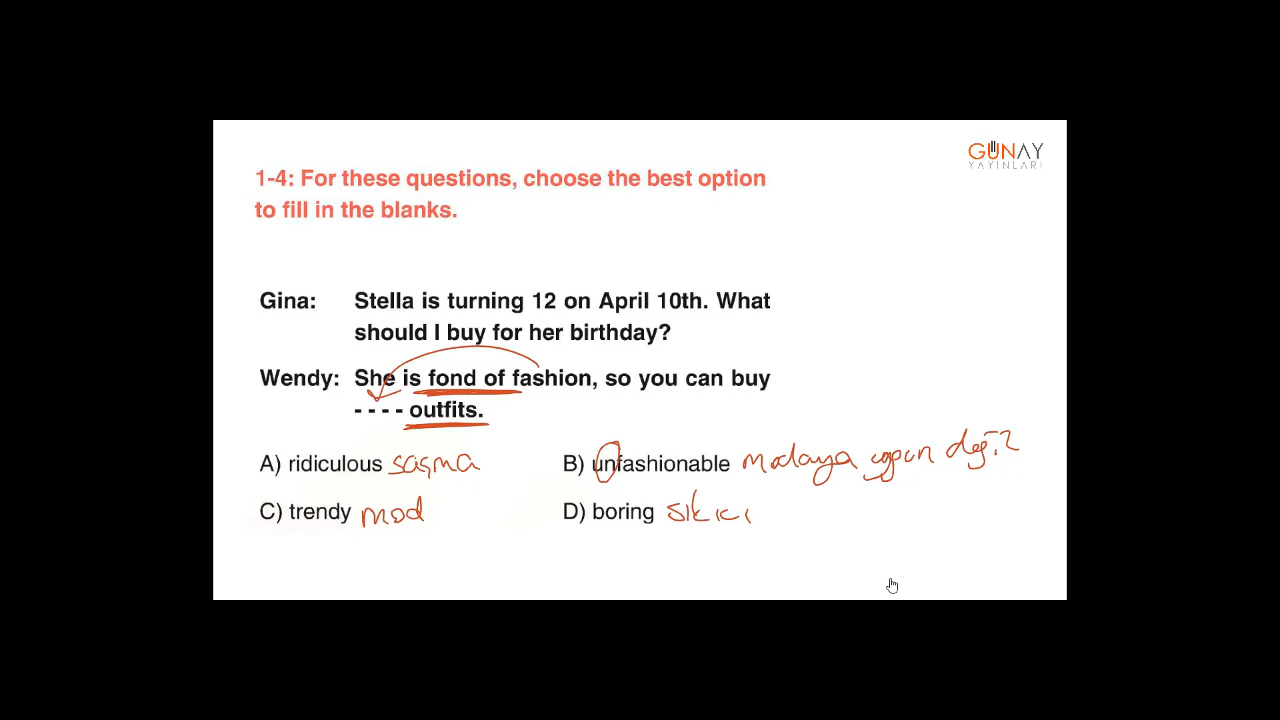 GÜNAY
YAYINLARI
1-4: For these questions, choose the best option
to fill in the blanks.
Gina: Stella is turning 12 on April 10th. What
should I buy for her birthday?
Wendy: She is fond of fashion, so you can buy
---- outfits.
A) ridiculous saçma
B) unfashionable modaya uygun
C) trendy mod
D) boring sıkıcı